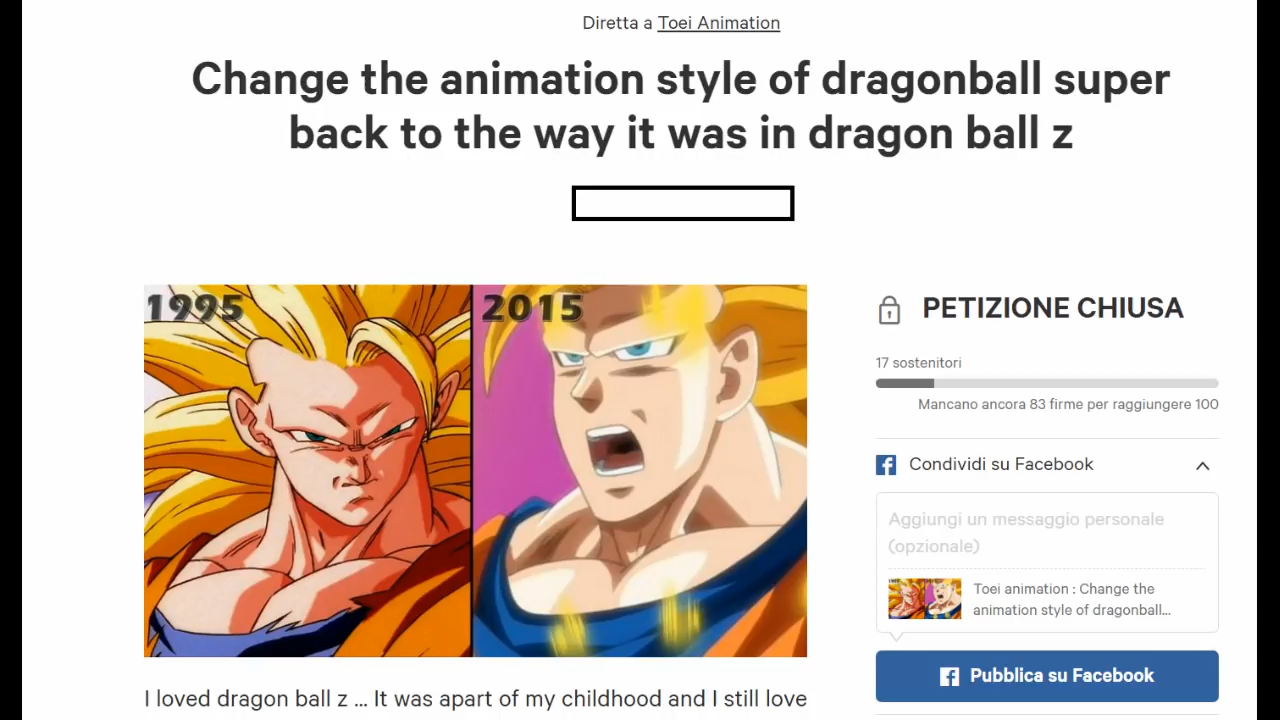 Diretta a Toei Animation
Change the animation style of dragonball super
back to the way it was in dragon ball z
1995
2015
PETIZIONE CHIUSA
17 sostenitori
Mancano ancora 83 firme per raggiungere 100
Condividi su Facebook
Aggiungi un messaggio personale
(opzionale)
Toei animation : Change the
animation style of dragonball...
Pubblica su Facebook
I loved dragon ball z ... It was apart of my childhood and I still love